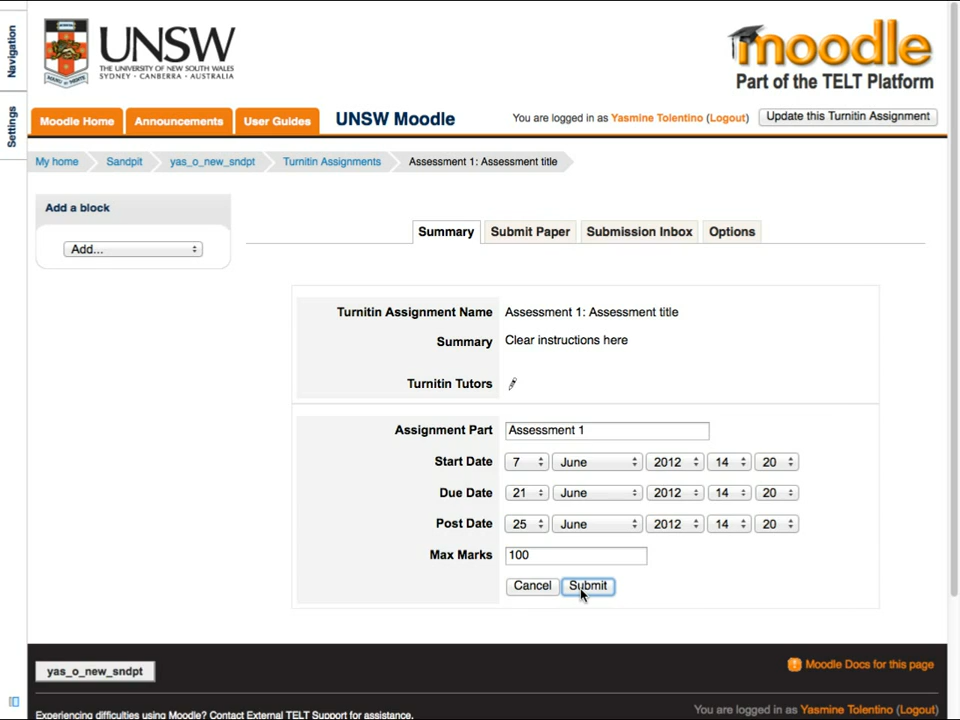 Navigation
Settings
UNSW
THE UNIVERSITY OF NEW SOUTH WALES
SYDNEY · CANBERRA · AUSTRALIA
moodle
Part of the TELT Platform
Moodle Home
Announcements
User Guides
UNSW Moodle
You are logged in as Yasmine Tolentino (Logout)
Update this Turnitin Assignment
My home
Sandpit
yas_o_new_sndpt
Turnitin Assignments
Assessment 1: Assessment title
Add a block
Add...
Summary
Submit Paper
Submission Inbox
Options
Turnitin Assignment Name Assessment 1: Assessment title
Summary Clear instructions here
Turnitin Tutors
Assignment Part Assessment 1
Start Date 7 June 2012 14 20
Due Date 21 June 2012 14 20
Post Date 25 June 2012 14 20
Max Marks 100
Cancel Submit
yas_o_new_sndpt
Moodle Docs for this page
Experiencing difficulties using Moodle? Contact External TELT Support for assistance.
You are logged in as Yasmine Tolentino (Logout)